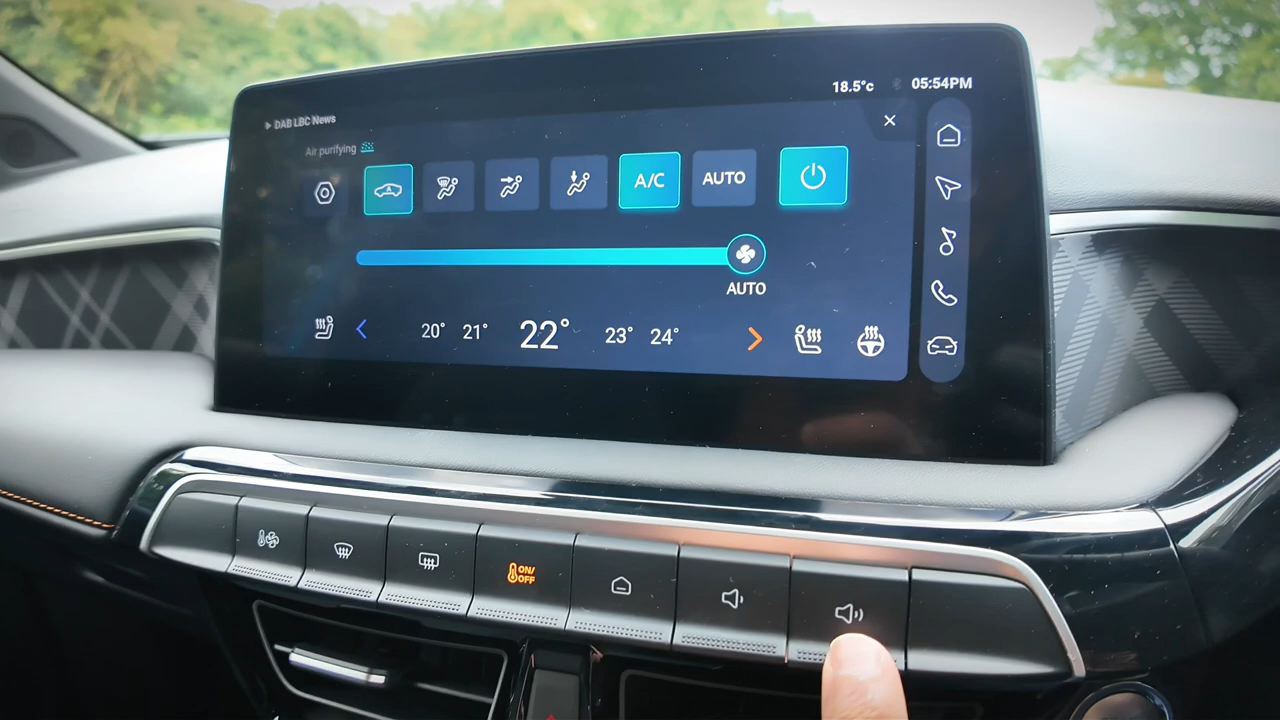 18.5°c 05:54PM
DAB LBC News
Air purifying
A/C AUTO
AUTO
20° 21° 22° 23° 24°
ON/
OFF